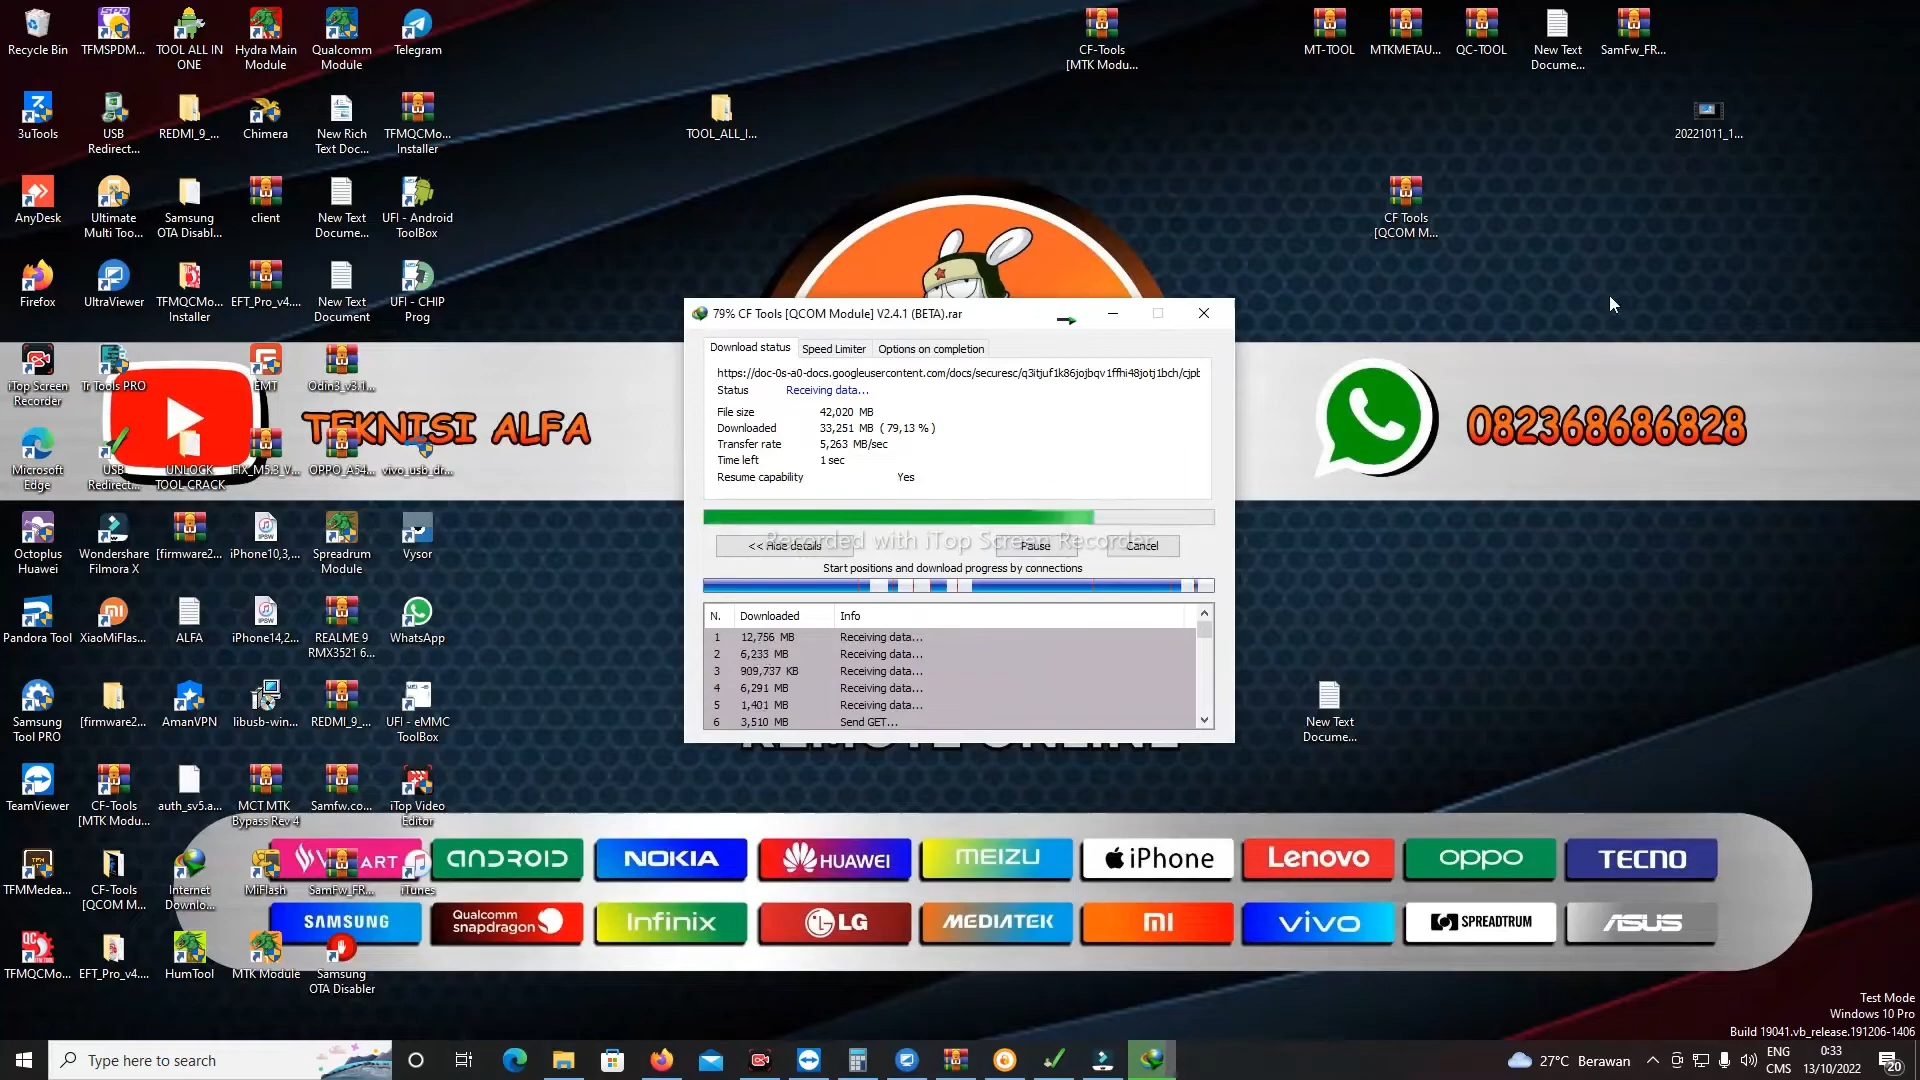 Recycle Bin
TFMSPDM...
TOOL ALL IN
ONE
Hydra Main
Module
Qualcomm
Module
Telegram
CF-Tools
[MTK Modu...
MT-TOOL
MTKMETAU...
QC-TOOL
New Text
Docume...
SamFw_FR...
3uTools
USB
Redirect...
REDMI_9_...
Chimera
New Rich
Text Doc...
TFMQCMo...
Installer
TOOL_ALL_I...
20221011_1...
AnyDesk
Ultimate
Multi Too...
Samsung
OTA Disabl...
client
New Text
Docume...
UFI - Android
ToolBox
CF Tools
[QCOM M...
Firefox
UltraViewer
TFMQCMo...
Installer
EFT_Pro_v4....
New Text
Document
UFI - CHIP
Prog
79% CF Tools [QCOM Module] V2.4.1 (BETA).rar
Download status
Speed Limiter
Options on completion
https://doc-0s-a0-docs.googleusercontent.com/docs/securesc/q3itjuf1k86jojbqv1ffhi48jotj1bch/cjpt
Status Receiving data...
File size 42,020 MB
Downloaded 33,251 MB ( 79,13 % )
Transfer rate 5,263 MB/sec
Time left 1 sec
Resume capability Yes
<< Hide details
Pause
Cancel
Recorded with iTop Screen Recorder
Start positions and download progress by connections
N. Downloaded Info
1 12,756 MB Receiving data...
2 6,233 MB Receiving data...
3 909,737 KB Receiving data...
4 6,291 MB Receiving data...
5 1,401 MB Receiving data...
6 3,510 MB Send GET...
iTop Screen
Recorder
Tr Tools PRO
EMT
Odin3_v3.1...
TEKNISI ALFA
082368686828
Microsoft
Edge
USB
Redirect...
UNLOCK
TOOL CRACK
FIX_M5.3_V...
OPPO_A54...
vivo_usb_dr...
Octoplus
Huawei
Wondershare
Filmora X
[firmware2...
iPhone10,3,...
Spreadrum
Module
Vysor
Pandora Tool
XiaoMiFlas...
ALFA
iPhone14,2...
REALME 9
RMX3521 6...
WhatsApp
Samsung
Tool PRO
[firmware2...
AmanVPN
libusb-win...
REDMI_9_...
UFI - eMMC
ToolBox
New Text
Docume...
REMOTE ONLINE
TeamViewer
CF-Tools
[MTK Modu...
auth_sv5.a...
MCT MTK
Bypass Rev 4
Samfw.co...
iTop Video
Editor
TFMMedea...
CF-Tools
[QCOM M...
Internet
Downlo...
MiFlash
SamFw_FR...
iTunes
ART
ANDROID
NOKIA
HUAWEI
MEIZU
iPhone
Lenovo
oppo
TECNO
SAMSUNG
Qualcomm
snapdragon
Infinix
LG
MEDIATEK
MI
vivo
SPREADTRUM
ASUS
TFMQCMo...
EFT_Pro_v4....
HumTool
MTK Module
Samsung
OTA Disabler
Test Mode
Windows 10 Pro
Build 19041.vb_release.191206-1406
Type here to search
27°C Berawan
ENG
CMS
0:33
13/10/2022
20